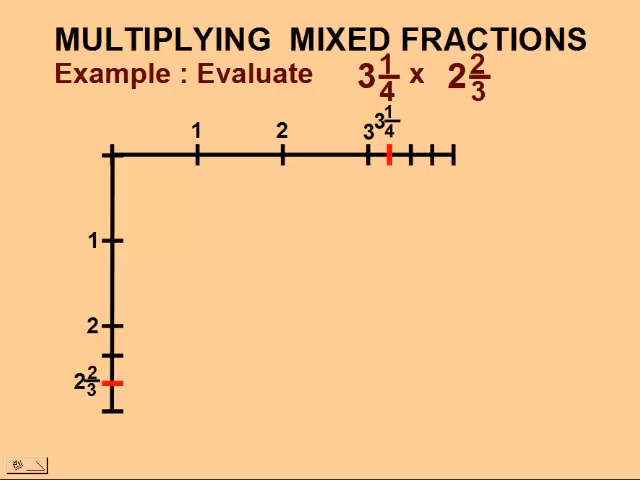 MULTIPLYING MIXED FRACTIONS
Example : Evaluate 3 1/4 x 2 2/3
1 2 3 3 1/4
1
2
2 2/3